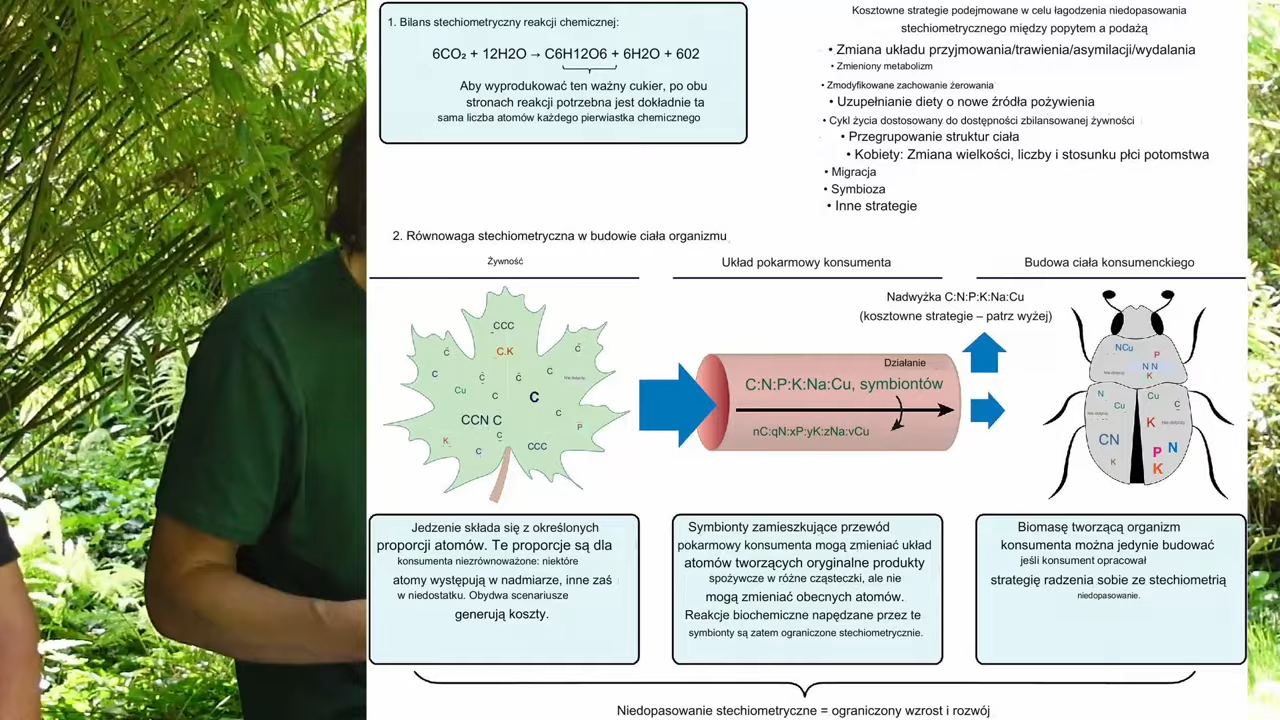 1. Bilans stechiometryczny reakcji chemicznej:
6CO₂ + 12H2O → C6H12O6 + 6H2O + 602
Aby wyprodukować ten ważny cukier, po obu
stronach reakcji potrzebna jest dokładnie ta
sama liczba atomów każdego pierwiastka chemicznego
Kosztowne strategie podejmowane w celu łagodzenia niedopasowania
stechiometrycznego między popytem a podażą
• Zmiana układu przyjmowania/trawienia/asymilacji/wydalania
• Zmieniony metabolizm
• Zmodyfikowane zachowanie żerowania
• Uzupełnianie diety o nowe źródła pożywienia
• Cykl życia dostosowany do dostępności zbilansowanej żywności
• Przegrupowanie struktur ciała
• Kobiety: Zmiana wielkości, liczby i stosunku płci potomstwa
• Migracja
• Symbioza
• Inne strategie
2. Równowaga stechiometryczna w budowie ciała organizmu
Żywność
Układ pokarmowy konsumenta
Budowa ciała konsumenckiego
CCC
C.K
C
C
C
Cu
C
C
C
C
C
C
CCN C
C
K
P
C
CCC
Nadwyżka C:N:P:K:Na:Cu
(kosztowne strategie – patrz wyżej)
Działanie
C:N:P:K:Na:Cu, symbiontów
nC:qN:xP:yK:zNa:vCu
NCu
P
N N
K
N
Cu
Cu
C
K
CN
P
N
K
K
Jedzenie składa się z określonych
proporcji atomów. Te proporcje są dla
konsumenta niezrównoważone: niektóre
atomy występują w nadmiarze, inne zaś
w niedostatku. Obydwa scenariusze
generują koszty.
Symbionty zamieszkujące przewód
pokarmowy konsumenta mogą zmieniać układ
atomów tworzących oryginalne produkty
spożywcze w różne cząsteczki, ale nie
mogą zmieniać obecnych atomów.
Reakcje biochemiczne napędzane przez te
symbionty są zatem ograniczone stechiometrycznie.
Biomasę tworzącą organizm
konsumenta można jedynie budować
jeśli konsument opracował
strategię radzenia sobie ze stechiometrią
niedopasowanie.
Niedopasowanie stechiometryczne = ograniczony wzrost i rozwój